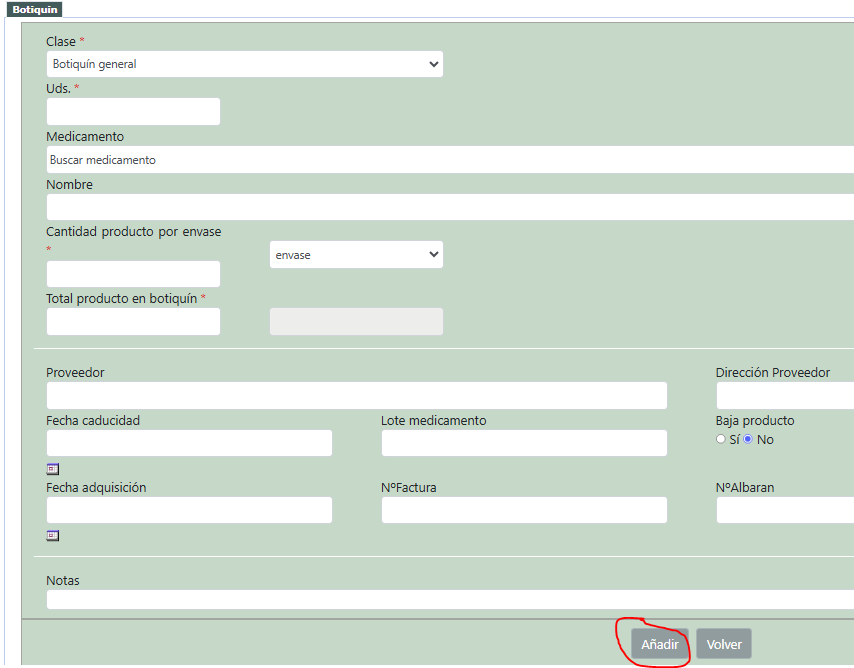 Botiquín
Clase *
Botiquín general
Uds. *
Medicamento
Buscar medicamento
Nombre
Cantidad producto por envase
*
envase
Total producto en botiquín *
Proveedor
Dirección Proveedor
Fecha caducidad
Lote medicamento
Baja producto
Sí No
Fecha adquisición
NºFactura
NºAlbaran
Notas
Añadir
Volver